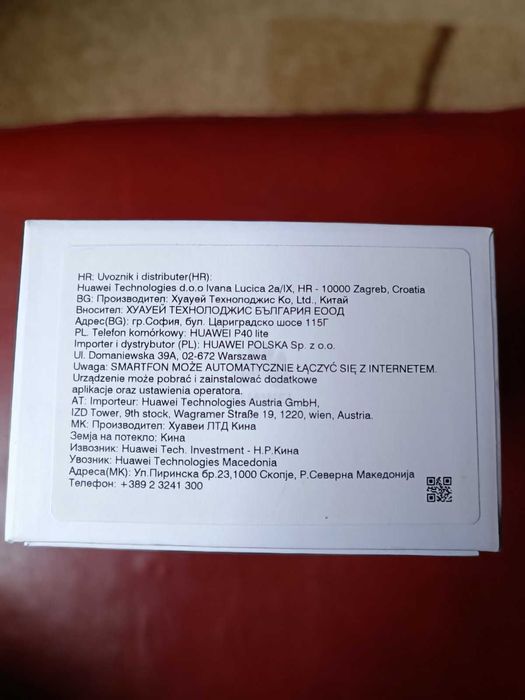 HR: Uvoznik i distributer(HR):
Huawei Technologies d.o.o Ivana Lucica 2a/IX, HR - 10000 Zagreb, Croatia
BG: Производител: Хуауей Технолоджис Ко, Ltd., Китай
Вносител: ХУАУЕЙ ТЕХНОЛОДЖИС БЪЛГАРИЯ ЕООД
Адрес(BG): гр.София, бул. Цариградско шосе 115Г
PL. Telefon komórkowy: HUAWEI P40 lite
Importer i dystrybutor (PL): HUAWEI POLSKA Sp. z o.o.
Ul. Domaniewska 39A, 02-672 Warszawa
Uwaga: SMARTFON MOŻE AUTOMATYCZNIE ŁĄCZYĆ SIĘ Z INTERNETEM.
Urządzenie może pobrać i zainstalować dodatkowe
aplikacje oraz ustawienia operatora.
AT: Importeur: Huawei Technologies Austria GmbH,
IZD Tower, 9th stock, Wagramer Straße 19, 1220, wien, Austria.
МК: Производител: Хуавеи ЛТД Кина
Земја на потекло: Кина
Извозник: Huawei Tech. Investment - Н.Р.Кина
Увозник: Huawei Technologies Macedonia
Адреса(МК): Ул.Пиринска бр.23,1000 Скопје, Р.Северна Македонија
Телефон: +389 2 3241 300